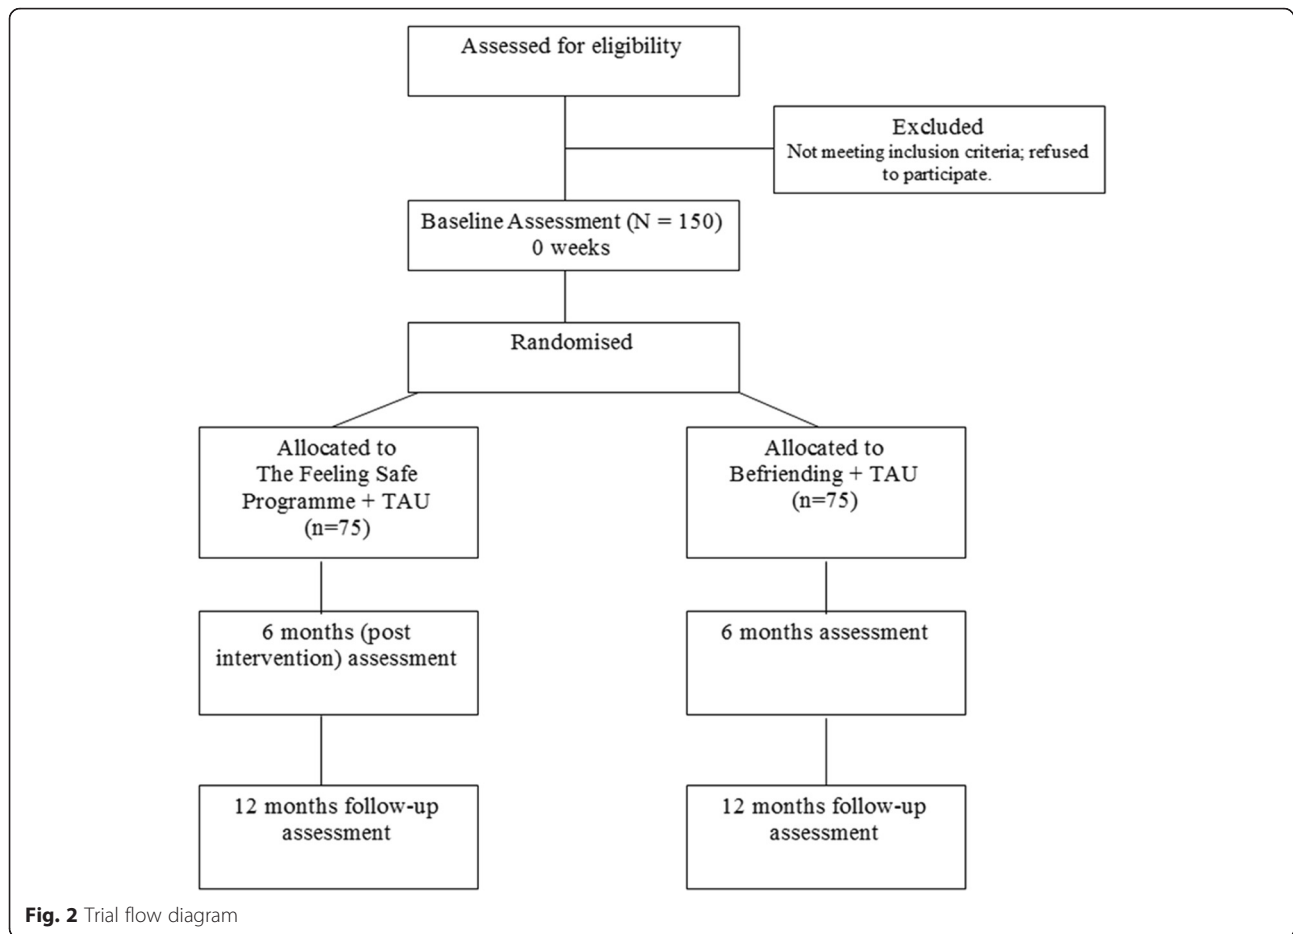 Assessed for eligibility
Excluded
Not meeting inclusion criteria; refused
to participate.
Baseline Assessment (N = 150)
0 weeks
Randomised
Allocated to
The Feeling Safe
Programme + TAU
(n=75)
Allocated to
Befriending + TAU
(n=75)
6 months (post
intervention) assessment
6 months assessment
12 months follow-up
assessment
12 months follow-up
assessment
Fig. 2 Trial flow diagram